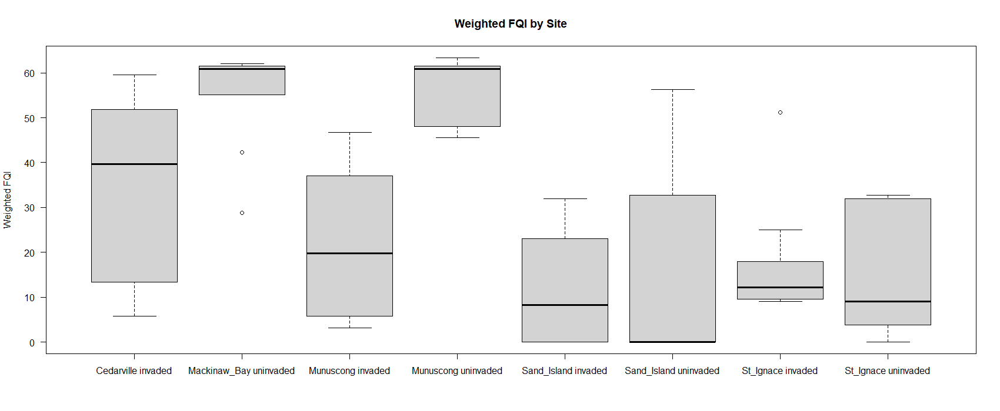 Weighted FQI by Site
Weighted FQI
60
50
40
30
20
10
0
Cedarville invaded Mackinaw_Bay uninvaded Munuscong invaded Munuscong uninvaded Sand_Island invaded Sand_Island uninvaded St_Ignace invaded St_Ignace uninvaded